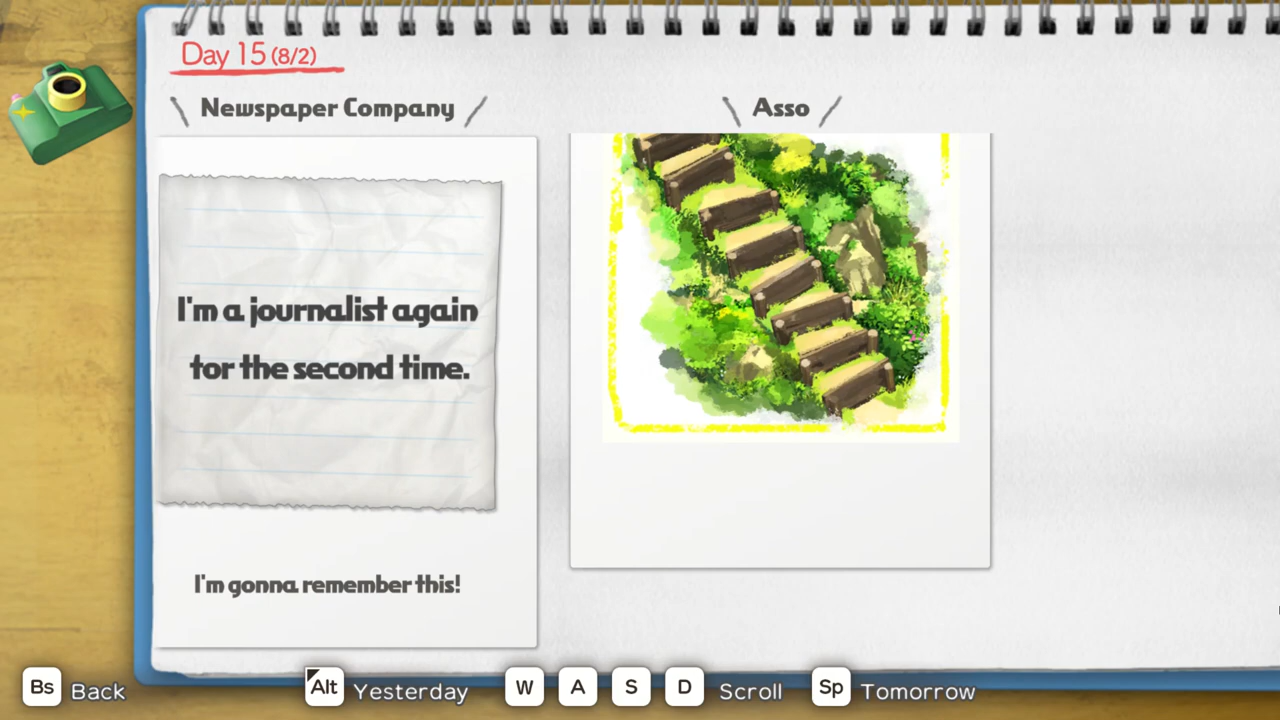 Day 15 (8/2)
Newspaper Company
Asso
I'm a journalist again
for the second time.
I'm gonna remember this!
Bs Back
Alt Yesterday
W A S D Scroll
Sp Tomorrow